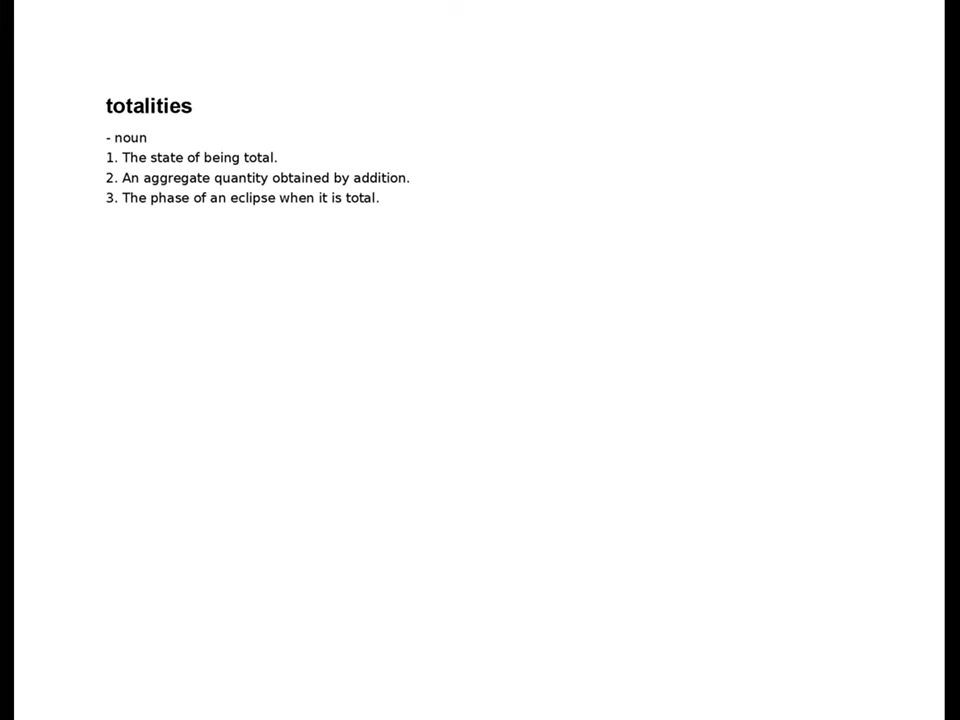 totalities
- noun
1. The state of being total.
2. An aggregate quantity obtained by addition.
3. The phase of an eclipse when it is total.